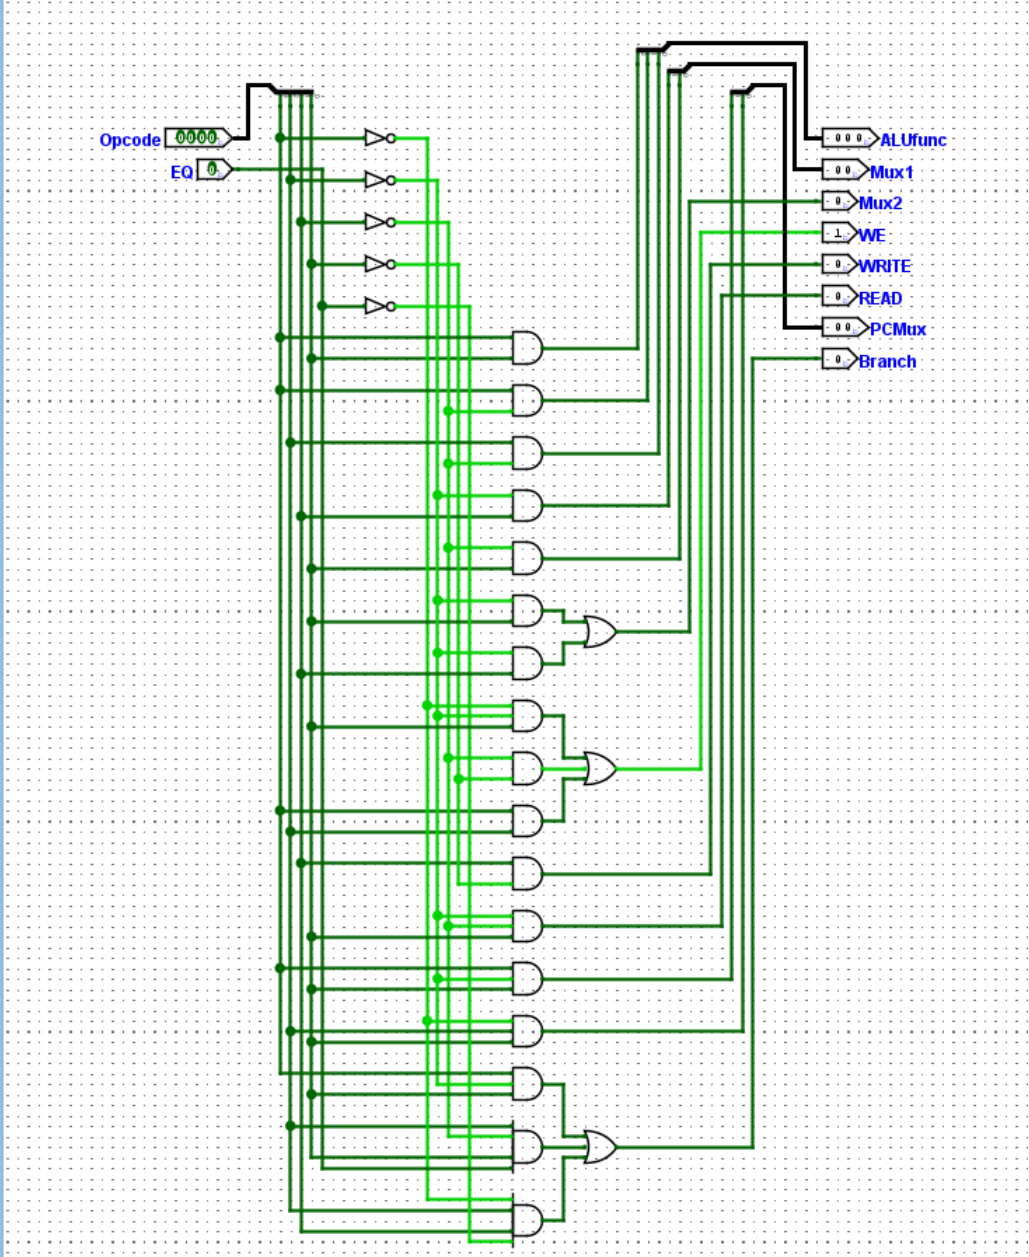 Opcode 0000
EQ 0
000 ALUfunc
00 Mux1
0 Mux2
1 WE
0 WRITE
0 READ
00 PCMux
0 Branch